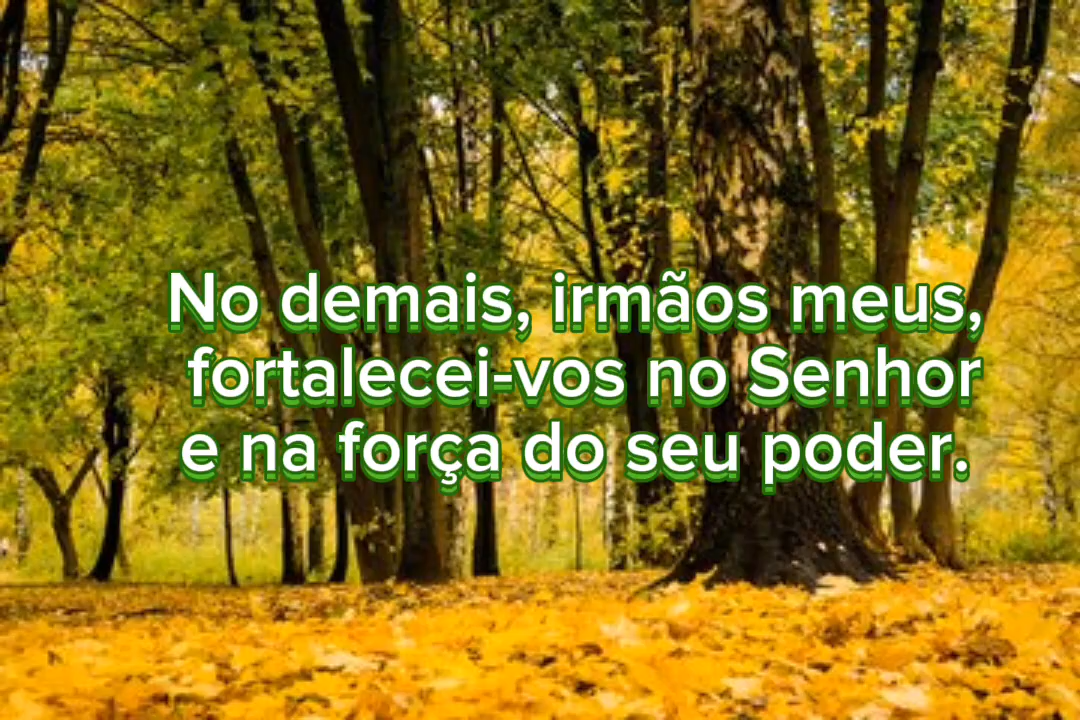 No demais, irmãos meus,
fortalecei-vos no Senhor
e na força do seu poder.